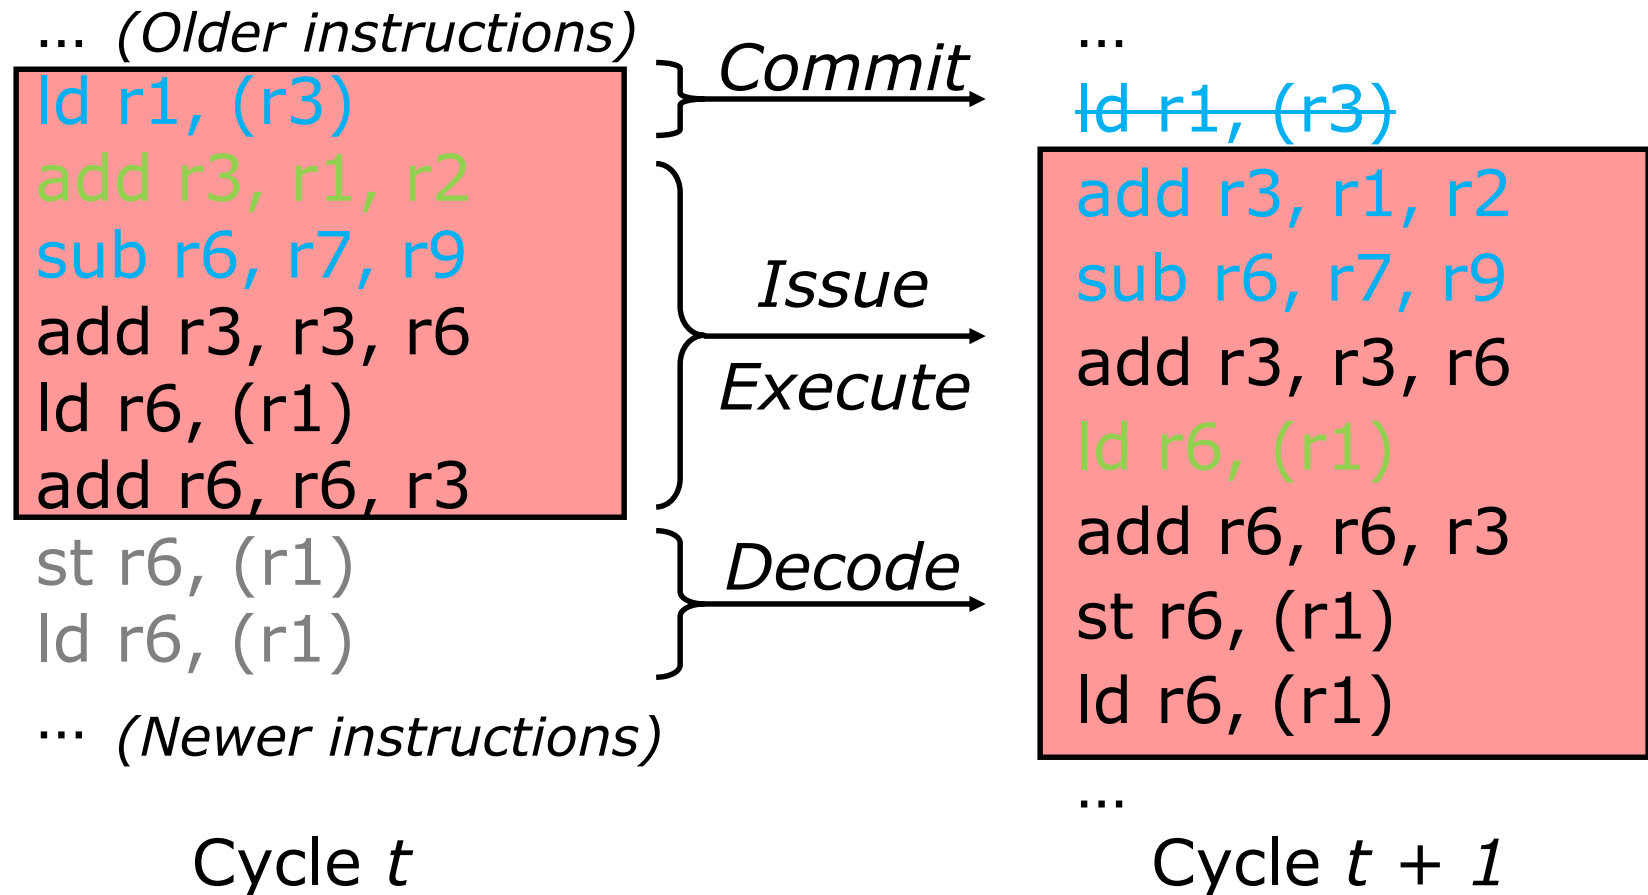 ... (Older instructions)
ld r1, (r3)
add r3, r1, r2
sub r6, r7, r9
add r3, r3, r6
ld r6, (r1)
add r6, r6, r3
st r6, (r1)
ld r6, (r1)
... (Newer instructions)
Cycle t
Commit
Issue
Execute
Decode
...
ld r1, (r3)
add r3, r1, r2
sub r6, r7, r9
add r3, r3, r6
ld r6, (r1)
add r6, r6, r3
st r6, (r1)
ld r6, (r1)
...
Cycle t + 1